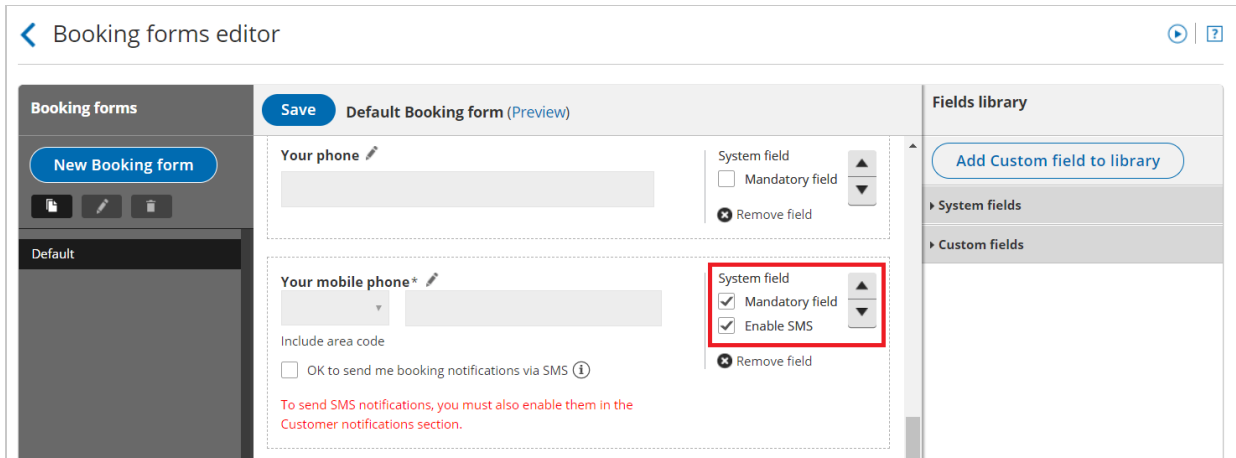 Booking forms editor
?
Booking forms
Save
Default Booking form (Preview)
Fields library
New Booking form
Default
Your phone
System field
Mandatory field
Remove field
Your mobile phone*
Include area code
OK to send me booking notifications via SMS i
To send SMS notifications, you must also enable them in the
Customer notifications section.
System field
Mandatory field
Enable SMS
Remove field
Add Custom field to library
System fields
Custom fields